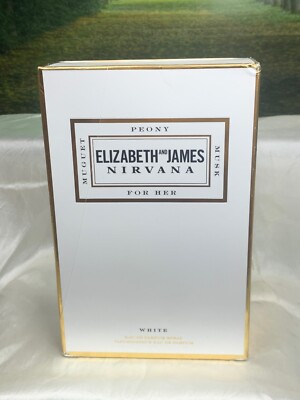 PEONY
MUGUET
ELIZABETH AND JAMES
NIRVANA
MUSK
FOR HER
WHITE